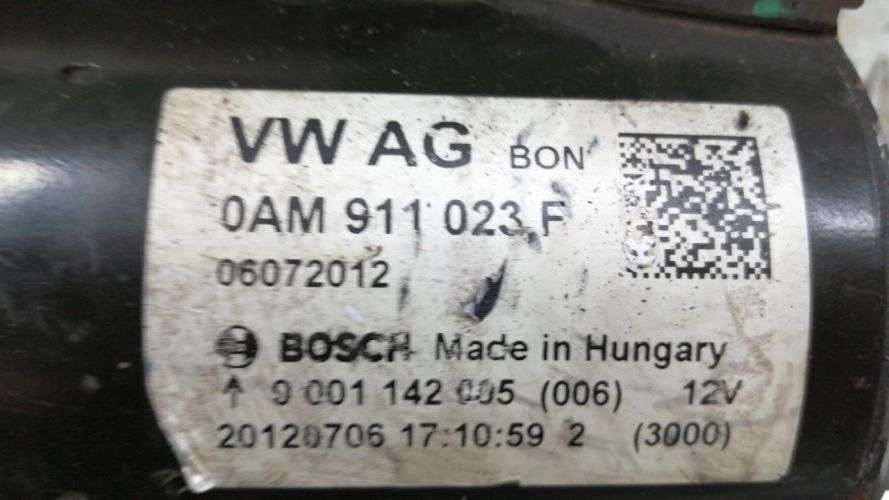 VW AG BON
0AM 911 023 F
06072012
BOSCH Made in Hungary
↑ 9 001 142 005 (006) 12V
20120706 17:10:59 2 (3000)